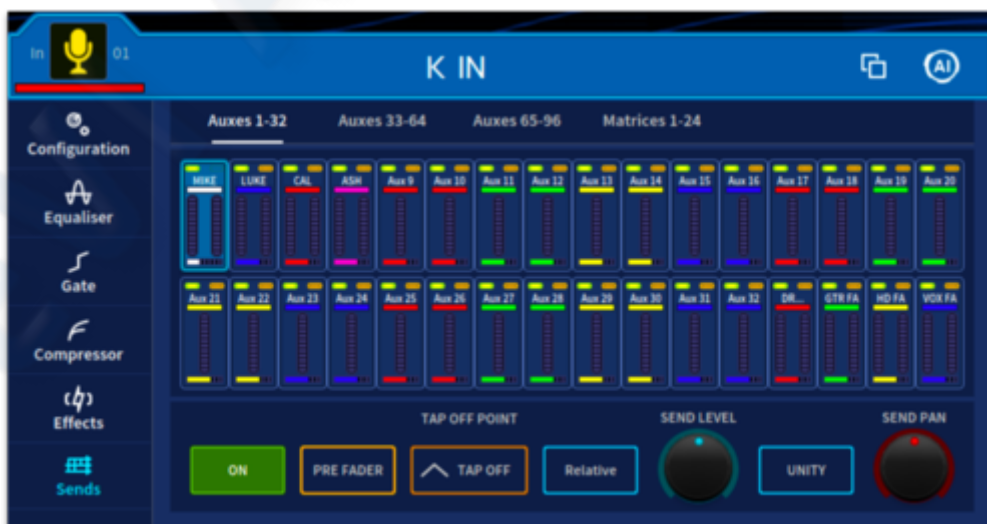 In 01
K IN
AI
Auxes 1-32 Auxes 33-64 Auxes 65-96 Matrices 1-24
Configuration
Equaliser
Gate
Compressor
Effects
Sends
MIKE LUKE CAL ASH Aux 9 Aux 10 Aux 11 Aux 12 Aux 13 Aux 14 Aux 15 Aux 16 Aux 17 Aux 18 Aux 19 Aux 20
Aux 21 Aux 22 Aux 23 Aux 24 Aux 25 Aux 26 Aux 27 Aux 28 Aux 29 Aux 30 Aux 31 Aux 32 DR... GTR FA HD FA VOX FA
TAP OFF POINT SEND LEVEL SEND PAN
ON PRE FADER TAP OFF Relative UNITY